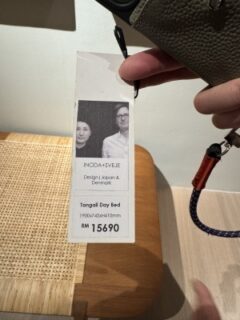 INODA+SVEJE
Design | Japan &
Denmark
Tangali Day Bed
RM 15690